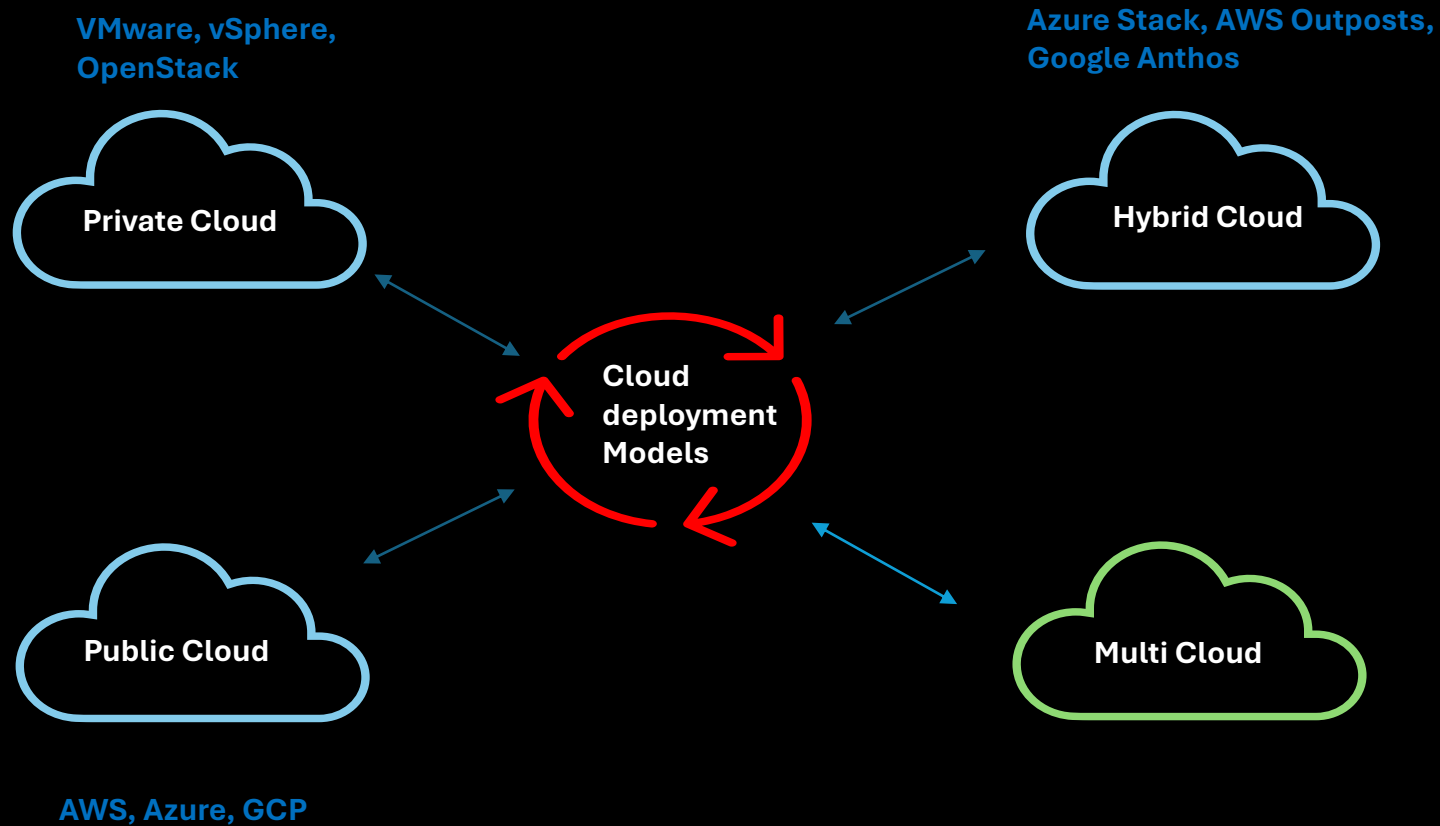 VMware, vSphere,
OpenStack
Azure Stack, AWS Outposts,
Google Anthos
Private Cloud
Hybrid Cloud
Cloud
deployment
Models
Public Cloud
Multi Cloud
AWS, Azure, GCP